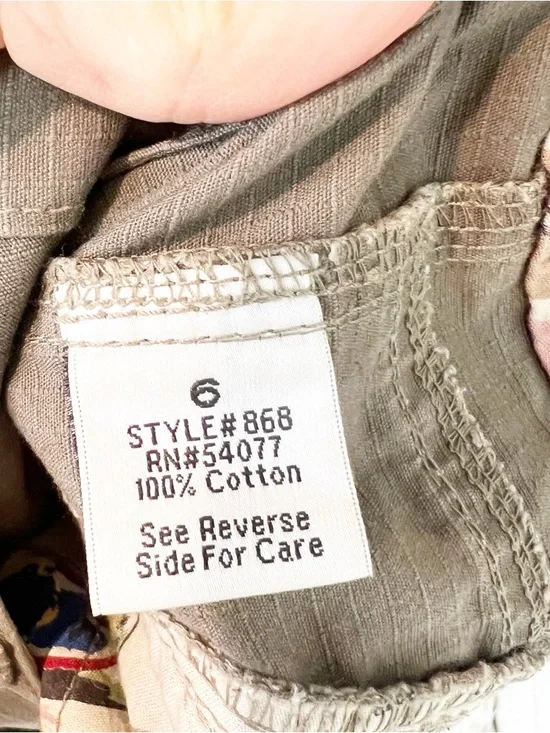 6
STYLE# 868
RN#54077
100% Cotton
See Reverse
Side For Care